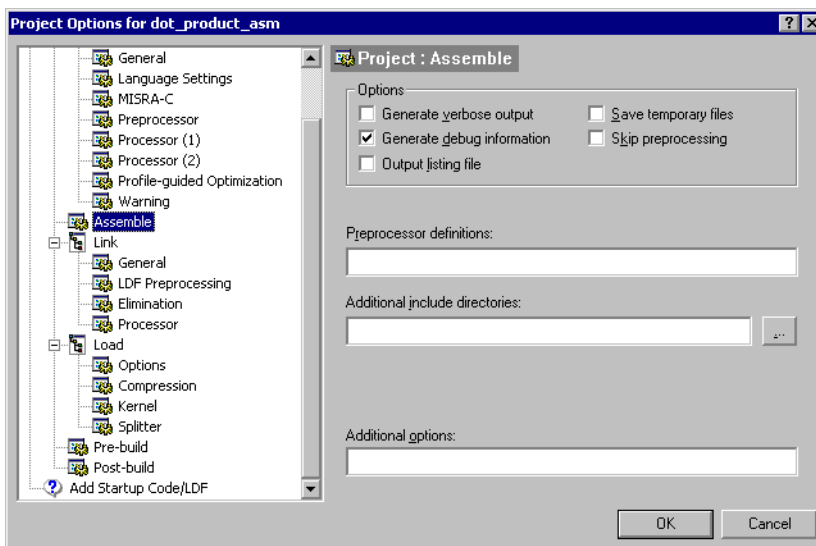 Project Options for dot_product_asm
General
Language Settings
MISRA-C
Preprocessor
Processor (1)
Processor (2)
Profile-guided Optimization
Warning
Assemble
Link
General
LDF Preprocessing
Elimination
Processor
Load
Options
Compression
Kernel
Splitter
Pre-build
Post-build
Add Startup Code/LDF
Project : Assemble
Options
Generate verbose output
Save temporary files
Generate debug information
Skip preprocessing
Output listing file
Preprocessor definitions:
Additional include directories:
...
Additional options:
OK
Cancel